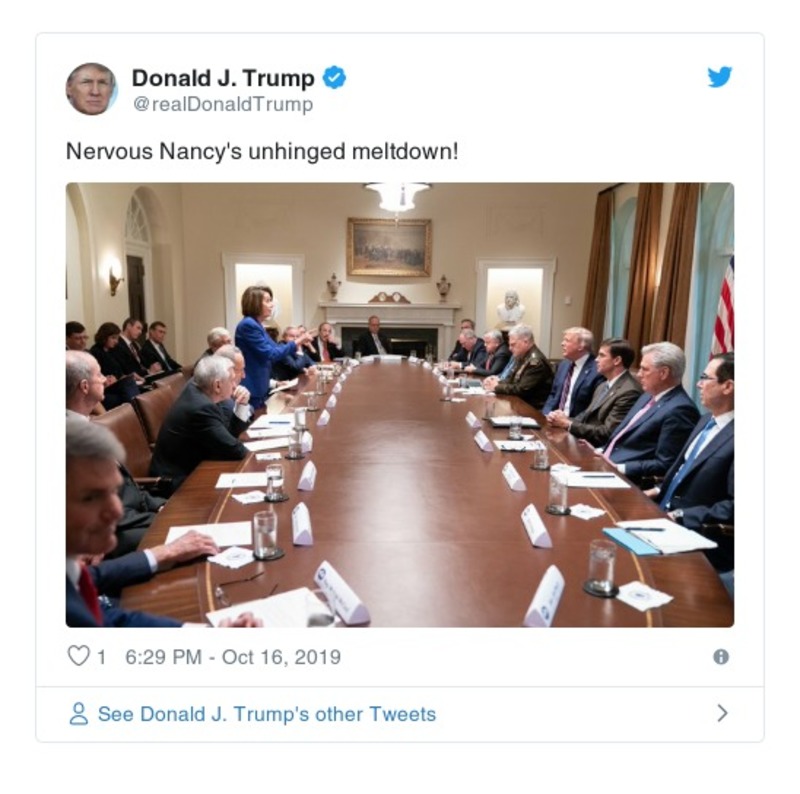 Donald J. Trump
@realDonaldTrump
Nervous Nancy's unhinged meltdown!
1 6:29 PM - Oct 16, 2019
See Donald J. Trump's other Tweets